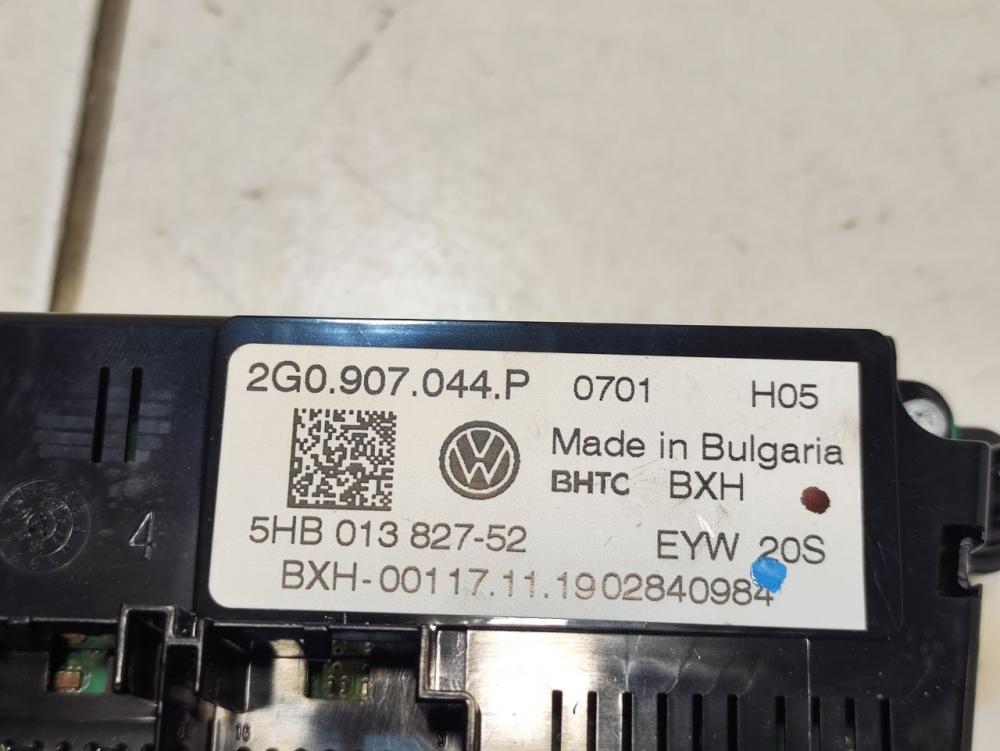 2G0.907.044.P 0701 H05
Made in Bulgaria
BHTC BXH
5HB 013 827-52 EYW 20S
BXH-00117.11.1902840984
4
16